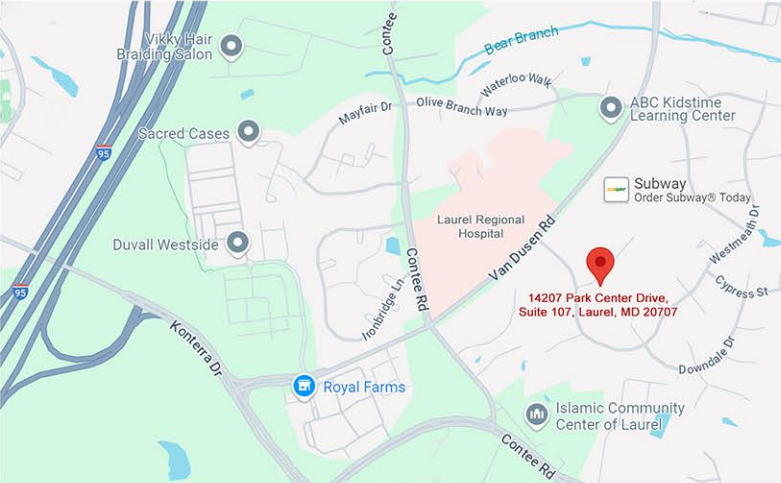 Vikky Hair
Braiding Salon
Contee
Bear Branch
Waterloo Walk
Mayfair Dr
Olive Branch Way
ABC Kidstime
Learning Center
Sacred Cases
95
Subway
Order Subway® Today
Laurel Regional
Hospital
Duvall Westside
Contee Rd
Van Dusen Rd
Westmeath Dr
Cypress St
95
Ironbridge Ln
14207 Park Center Drive,
Suite 107, Laurel, MD 20707
Konterra Dr
Downdale Dr
Royal Farms
Islamic Community
Center of Laurel
Contee Rd